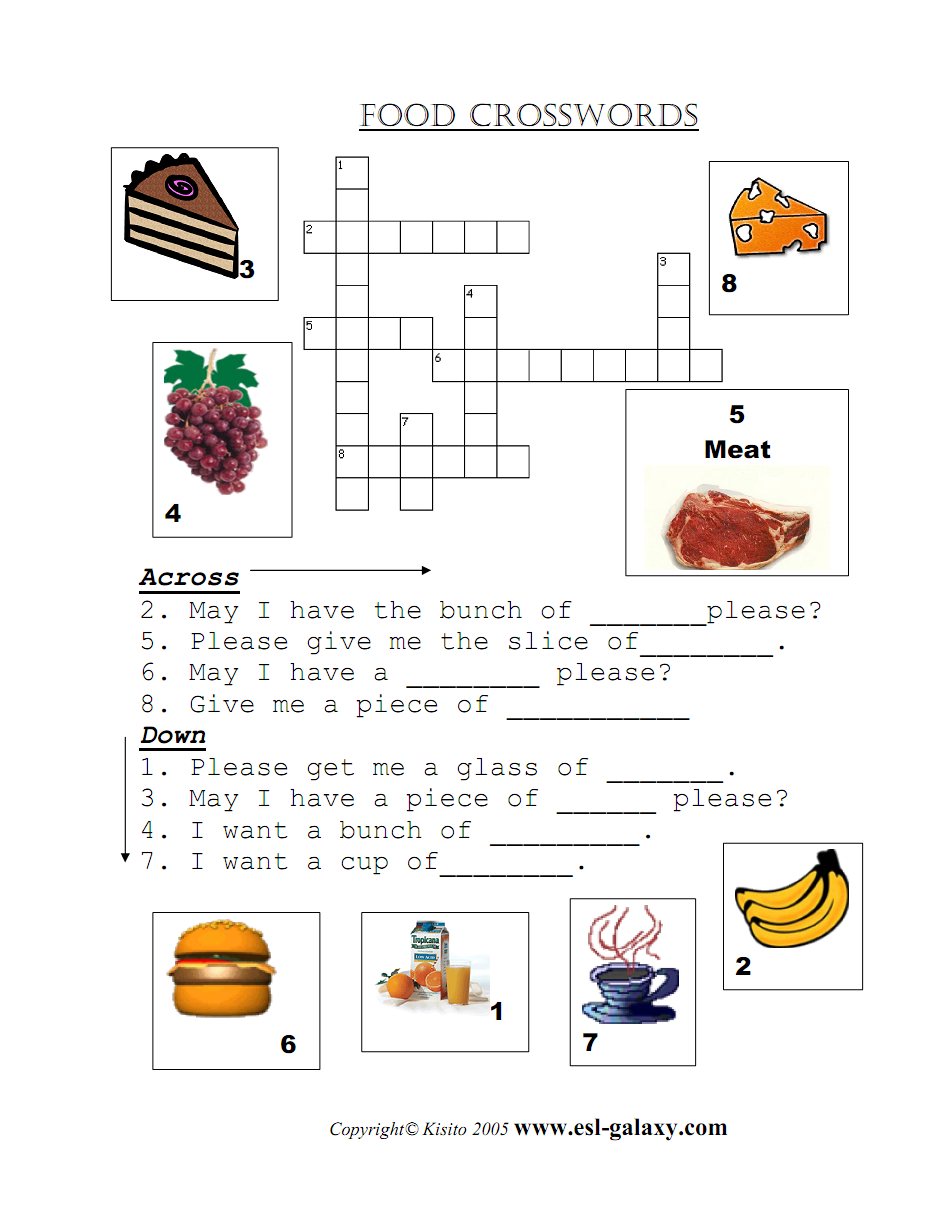 FOOD CROSSWORDS
1
2
3
4
5
6
7
8
3
8
4
5
Meat
Across
2. May I have the bunch of _______please?
5. Please give me the slice of________.
6. May I have a ________ please?
8. Give me a piece of ___________
Down
1. Please get me a glass of _______.
3. May I have a piece of ______ please?
4. I want a bunch of _________.
7. I want a cup of________.
2
6
Tropicana
LOW ACID
1
7
Copyright© Kisito 2005 www.esl-galaxy.com